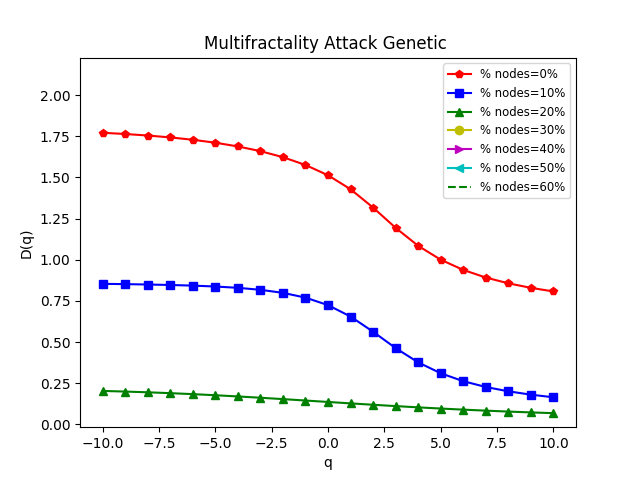 Multifractality Attack Genetic
% nodes=0%
% nodes=10%
% nodes=20%
% nodes=30%
% nodes=40%
% nodes=50%
% nodes=60%
2.00
1.75
1.50
1.25
1.00
0.75
0.50
0.25
0.00
D(q)
−10.0 −7.5 −5.0 −2.5 0.0 2.5 5.0 7.5 10.0
q